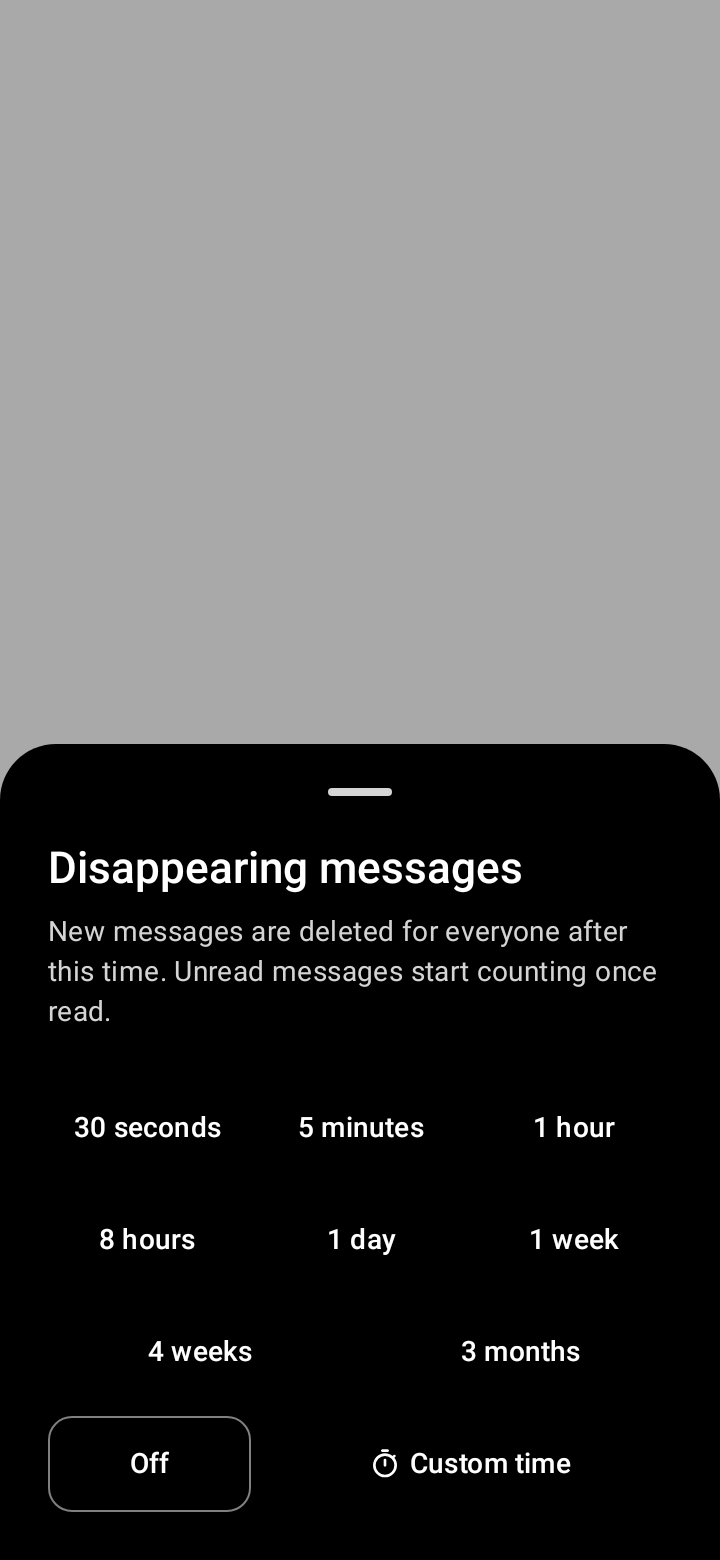 Disappearing messages
New messages are deleted for everyone after
this time. Unread messages start counting once
read.
30 seconds
5 minutes
1 hour
8 hours
1 day
1 week
4 weeks
3 months
Off
Custom time